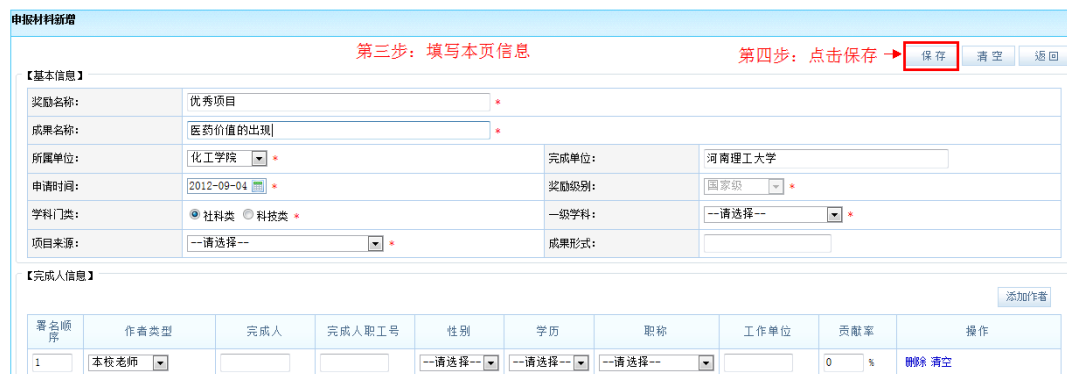 申报材料新增
第三步：填写本页信息 第四步：点击保存 保存 清空 返回
【基本信息】
奖励名称： 优秀项目 *
成果名称： 医药价值的出现 *
所属单位： 化工学院 * 完成单位： 河南理工大学
申请时间： 2012-09-04 * 奖励级别： 国家级 *
学科门类： 社科类 科技类 * 一级学科： --请选择-- *
项目来源： --请选择-- * 成果形式：
【完成人信息】
添加作者
署名顺序 作者类型 完成人 完成人职工号 性别 学历 职称 工作单位 贡献率 操作
1 本校老师 --请选择-- --请选择-- --请选择-- 0 % 删除 清空